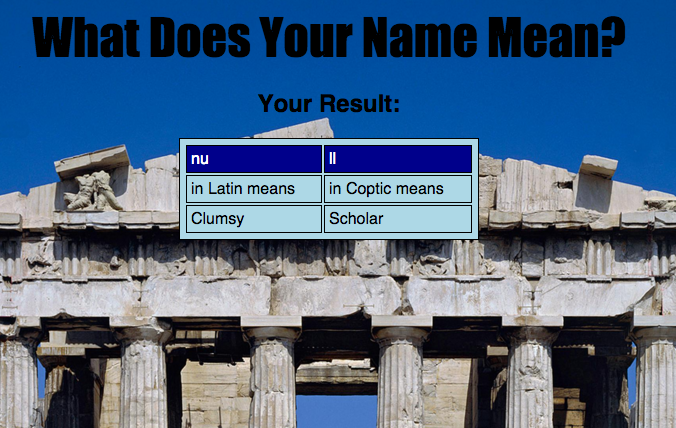 What Does Your Name Mean?
Your Result:
nu ll
in Latin means in Coptic means
Clumsy Scholar